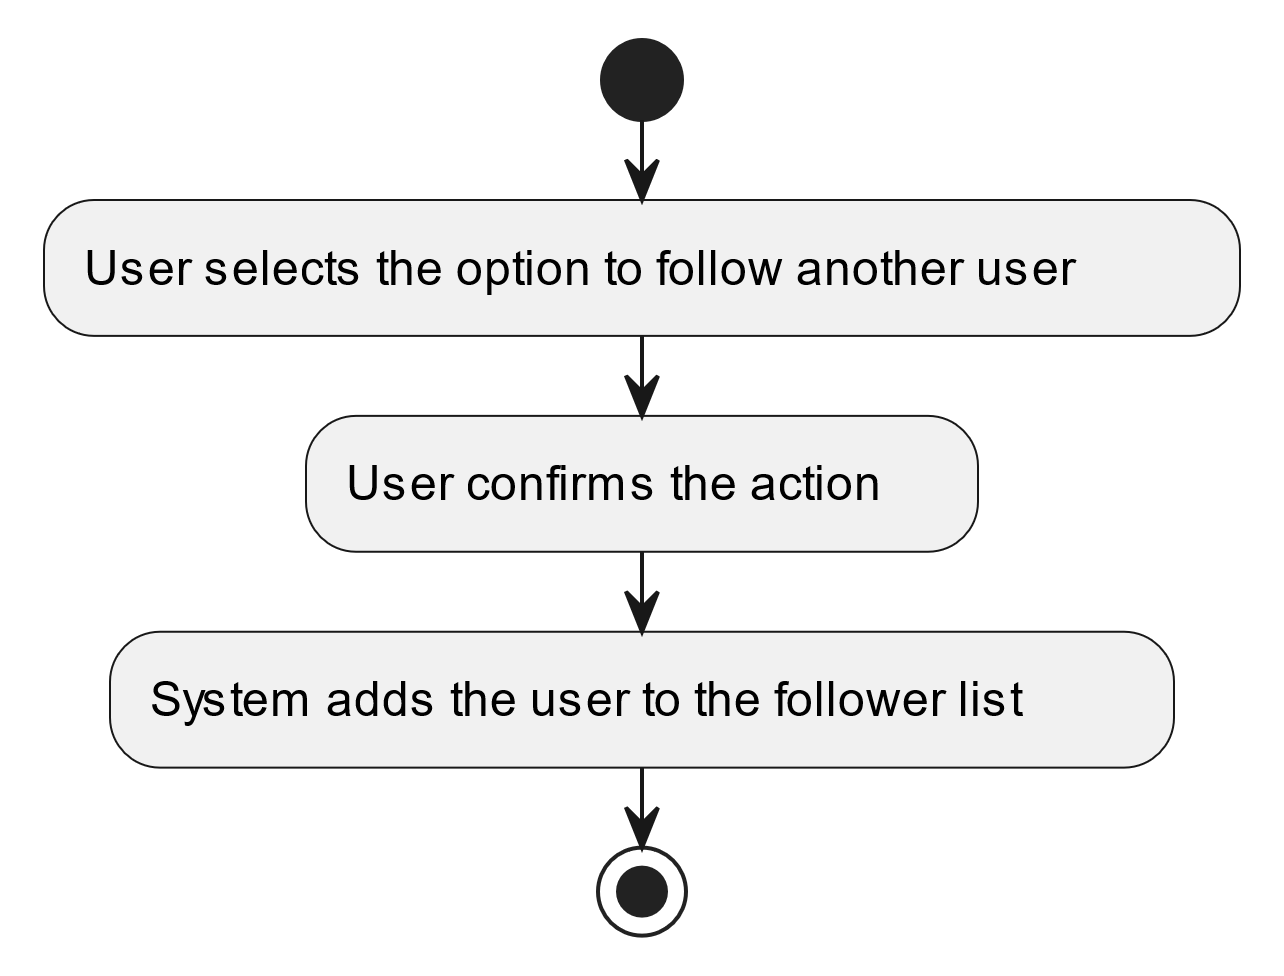 User selects the option to follow another user
User confirms the action
System adds the user to the follower list